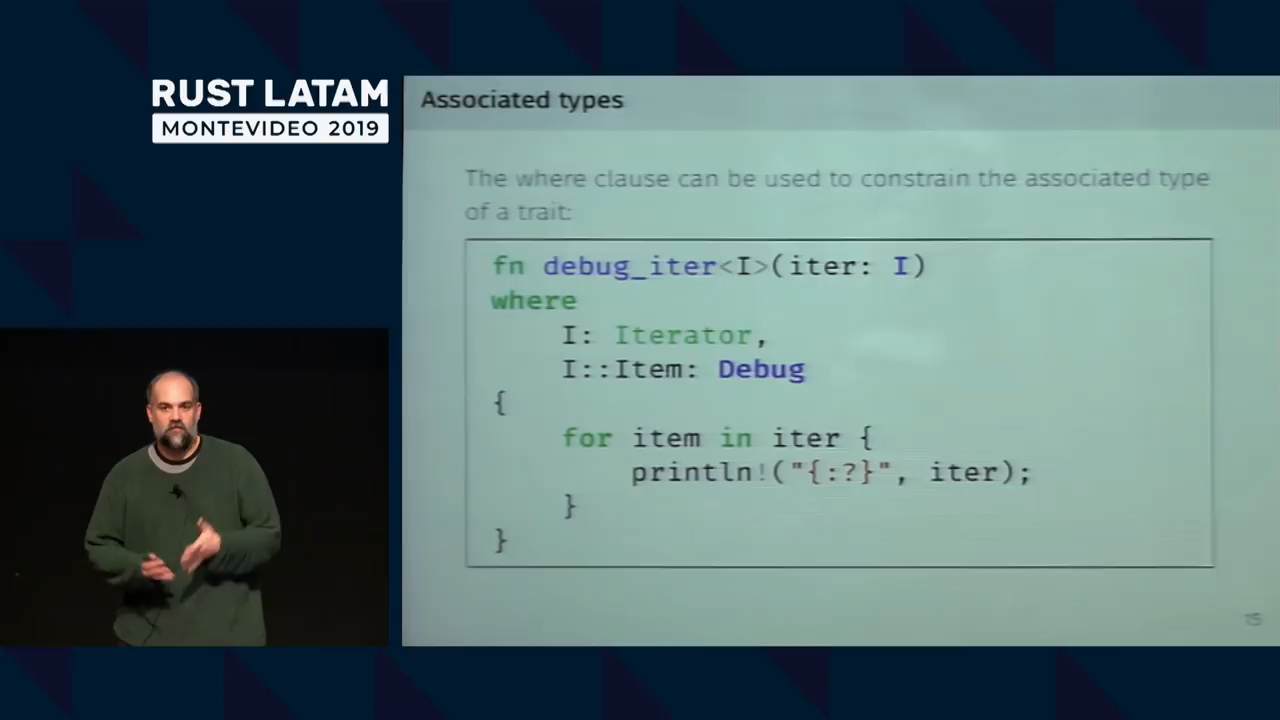 RUST LATAM
MONTEVIDEO 2019
Associated types
The where clause can be used to constrain the associated type
of a trait:
fn debug_iter<I>(iter: I)
where
    I: Iterator,
    I::Item: Debug
{
    for item in iter {
        println!("{:?}", iter);
    }
}
15